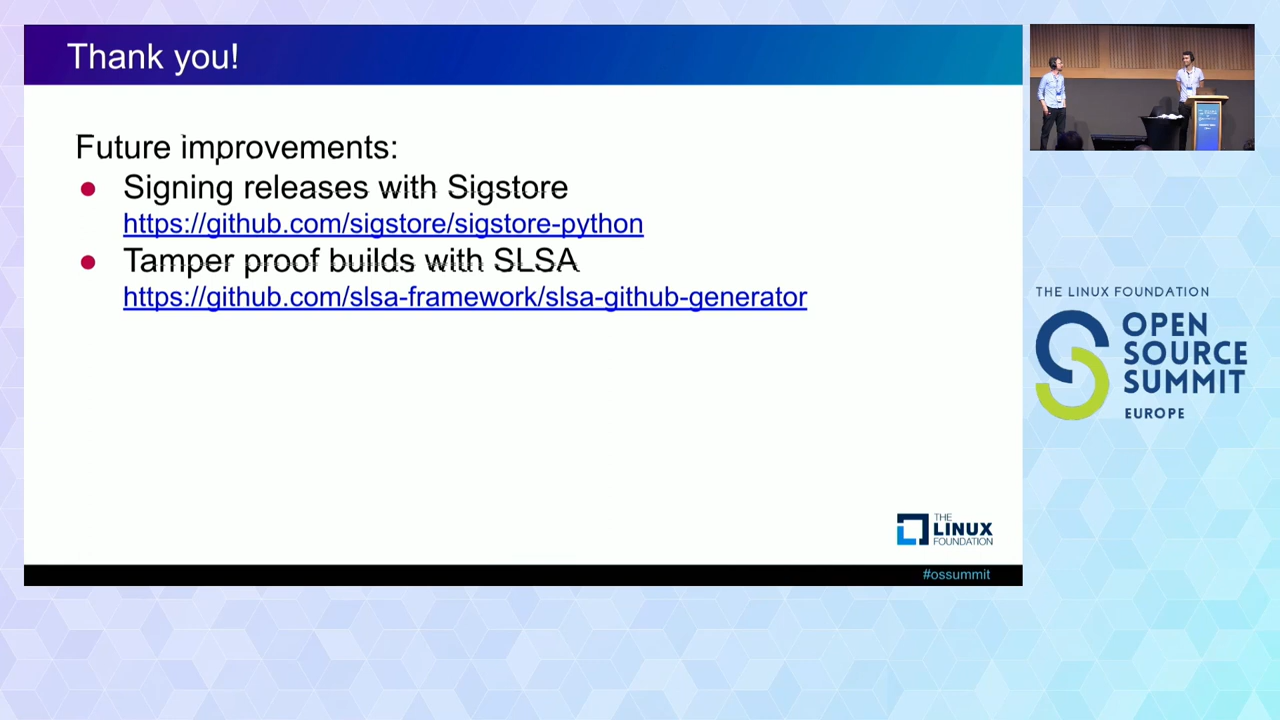 Thank you!
Future improvements:
Signing releases with Sigstore
https://github.com/sigstore/sigstore-python
Tamper proof builds with SLSA
https://github.com/slsa-framework/slsa-github-generator
THE
LINUX
FOUNDATION
#ossummit
THE LINUX FOUNDATION
OPEN
SOURCE
SUMMIT
EUROPE